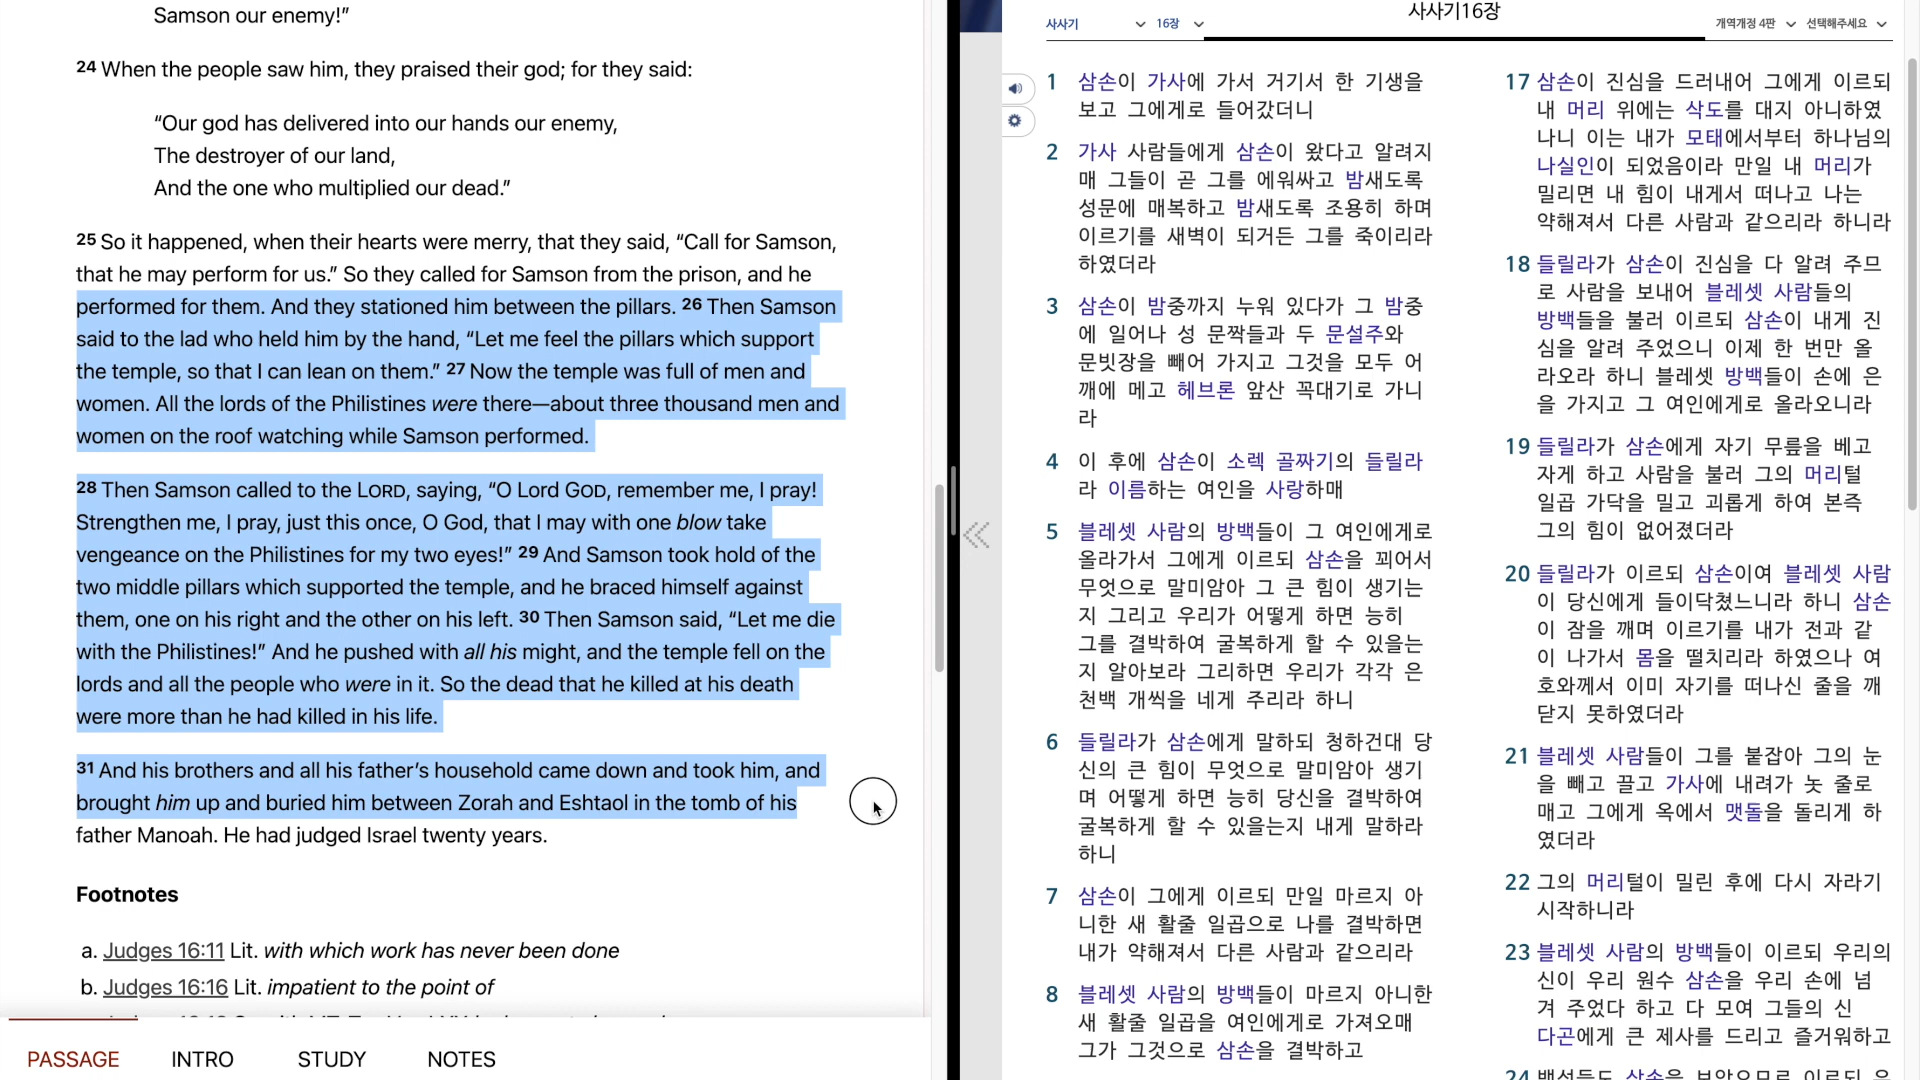 Samson our enemy!”
24 When the people saw him, they praised their god; for they said:
“Our god has delivered into our hands our enemy,
The destroyer of our land,
And the one who multiplied our dead.”
25 So it happened, when their hearts were merry, that they said, “Call for Samson,
that he may perform for us.” So they called for Samson from the prison, and he
performed for them. And they stationed him between the pillars. 26 Then Samson
said to the lad who held him by the hand, “Let me feel the pillars which support
the temple, so that I can lean on them.” 27 Now the temple was full of men and
women. All the lords of the Philistines were there—about three thousand men and
women on the roof watching while Samson performed.
28 Then Samson called to the LORD, saying, “O Lord GOD, remember me, I pray!
Strengthen me, I pray, just this once, O God, that I may with one blow take
vengeance on the Philistines for my two eyes!” 29 And Samson took hold of the
two middle pillars which supported the temple, and he braced himself against
them, one on his right and the other on his left. 30 Then Samson said, “Let me die
with the Philistines!” And he pushed with all his might, and the temple fell on the
lords and all the people who were in it. So the dead that he killed at his death
were more than he had killed in his life.
31 And his brothers and all his father’s household came down and took him, and
brought him up and buried him between Zorah and Eshtaol in the tomb of his
father Manoah. He had judged Israel twenty years.
Footnotes
a. Judges 16:11 Lit. with which work has never been done
b. Judges 16:16 Lit. impatient to the point of
PASSAGE INTRO STUDY NOTES
사사기 16장 사사기16장 개역개정 4판 선택해주세요
1 삼손이 가사에 가서 거기서 한 기생을
보고 그에게로 들어갔더니
2 가사 사람들에게 삼손이 왔다고 알려지
매 그들이 곧 그를 에워싸고 밤새도록
성문에 매복하고 밤새도록 조용히 하며
이르기를 새벽이 되거든 그를 죽이리라
하였더라
3 삼손이 밤중까지 누워 있다가 그 밤중
에 일어나 성 문짝들과 두 문설주와
문빗장을 빼어 가지고 그것을 모두 어
깨에 메고 헤브론 앞산 꼭대기로 가니
라
4 이 후에 삼손이 소렉 골짜기의 들릴라
라 이름하는 여인을 사랑하매
5 블레셋 사람의 방백들이 그 여인에게로
올라가서 그에게 이르되 삼손을 꾀어서
무엇으로 말미암아 그 큰 힘이 생기는
지 그리고 우리가 어떻게 하면 능히
그를 결박하여 굴복하게 할 수 있을는
지 알아보라 그리하면 우리가 각각 은
천백 개씩을 네게 주리라 하니
6 들릴라가 삼손에게 말하되 청하건대 당
신의 큰 힘이 무엇으로 말미암아 생기
며 어떻게 하면 능히 당신을 결박하여
굴복하게 할 수 있을는지 내게 말하라
하니
7 삼손이 그에게 이르되 만일 마르지 아
니한 새 활줄 일곱으로 나를 결박하면
내가 약해져서 다른 사람과 같으리라
8 블레셋 사람의 방백들이 마르지 아니한
새 활줄 일곱을 여인에게로 가져오매
그가 그것으로 삼손을 결박하고
17 삼손이 진심을 드러내어 그에게 이르되
내 머리 위에는 삭도를 대지 아니하였
나니 이는 내가 모태에서부터 하나님의
나실인이 되었음이라 만일 내 머리가
밀리면 내 힘이 내게서 떠나고 나는
약해져서 다른 사람과 같으리라 하니라
18 들릴라가 삼손이 진심을 다 알려 주므
로 사람을 보내어 블레셋 사람들의
방백들을 불러 이르되 삼손이 내게 진
심을 알려 주었으니 이제 한 번만 올
라오라 하니 블레셋 방백들이 손에 은
을 가지고 그 여인에게로 올라오니라
19 들릴라가 삼손에게 자기 무릎을 베고
자게 하고 사람을 불러 그의 머리털
일곱 가닥을 밀고 괴롭게 하여 본즉
그의 힘이 없어졌더라
20 들릴라가 이르되 삼손이여 블레셋 사람
이 당신에게 들이닥쳤느니라 하니 삼손
이 잠을 깨며 이르기를 내가 전과 같
이 나가서 몸을 떨치리라 하였으나 여
호와께서 이미 자기를 떠나신 줄을 깨
닫지 못하였더라
21 블레셋 사람들이 그를 붙잡아 그의 눈
을 빼고 끌고 가사에 내려가 놋 줄로
매고 그에게 옥에서 맷돌을 돌리게 하
였더라
22 그의 머리털이 밀린 후에 다시 자라기
시작하니라
23 블레셋 사람의 방백들이 이르되 우리의
신이 우리 원수 삼손을 우리 손에 넘
겨 주었다 하고 다 모여 그들의 신
다곤에게 큰 제사를 드리고 즐거워하고
24 백성들도 삼손을 보았으므로 이르되 우